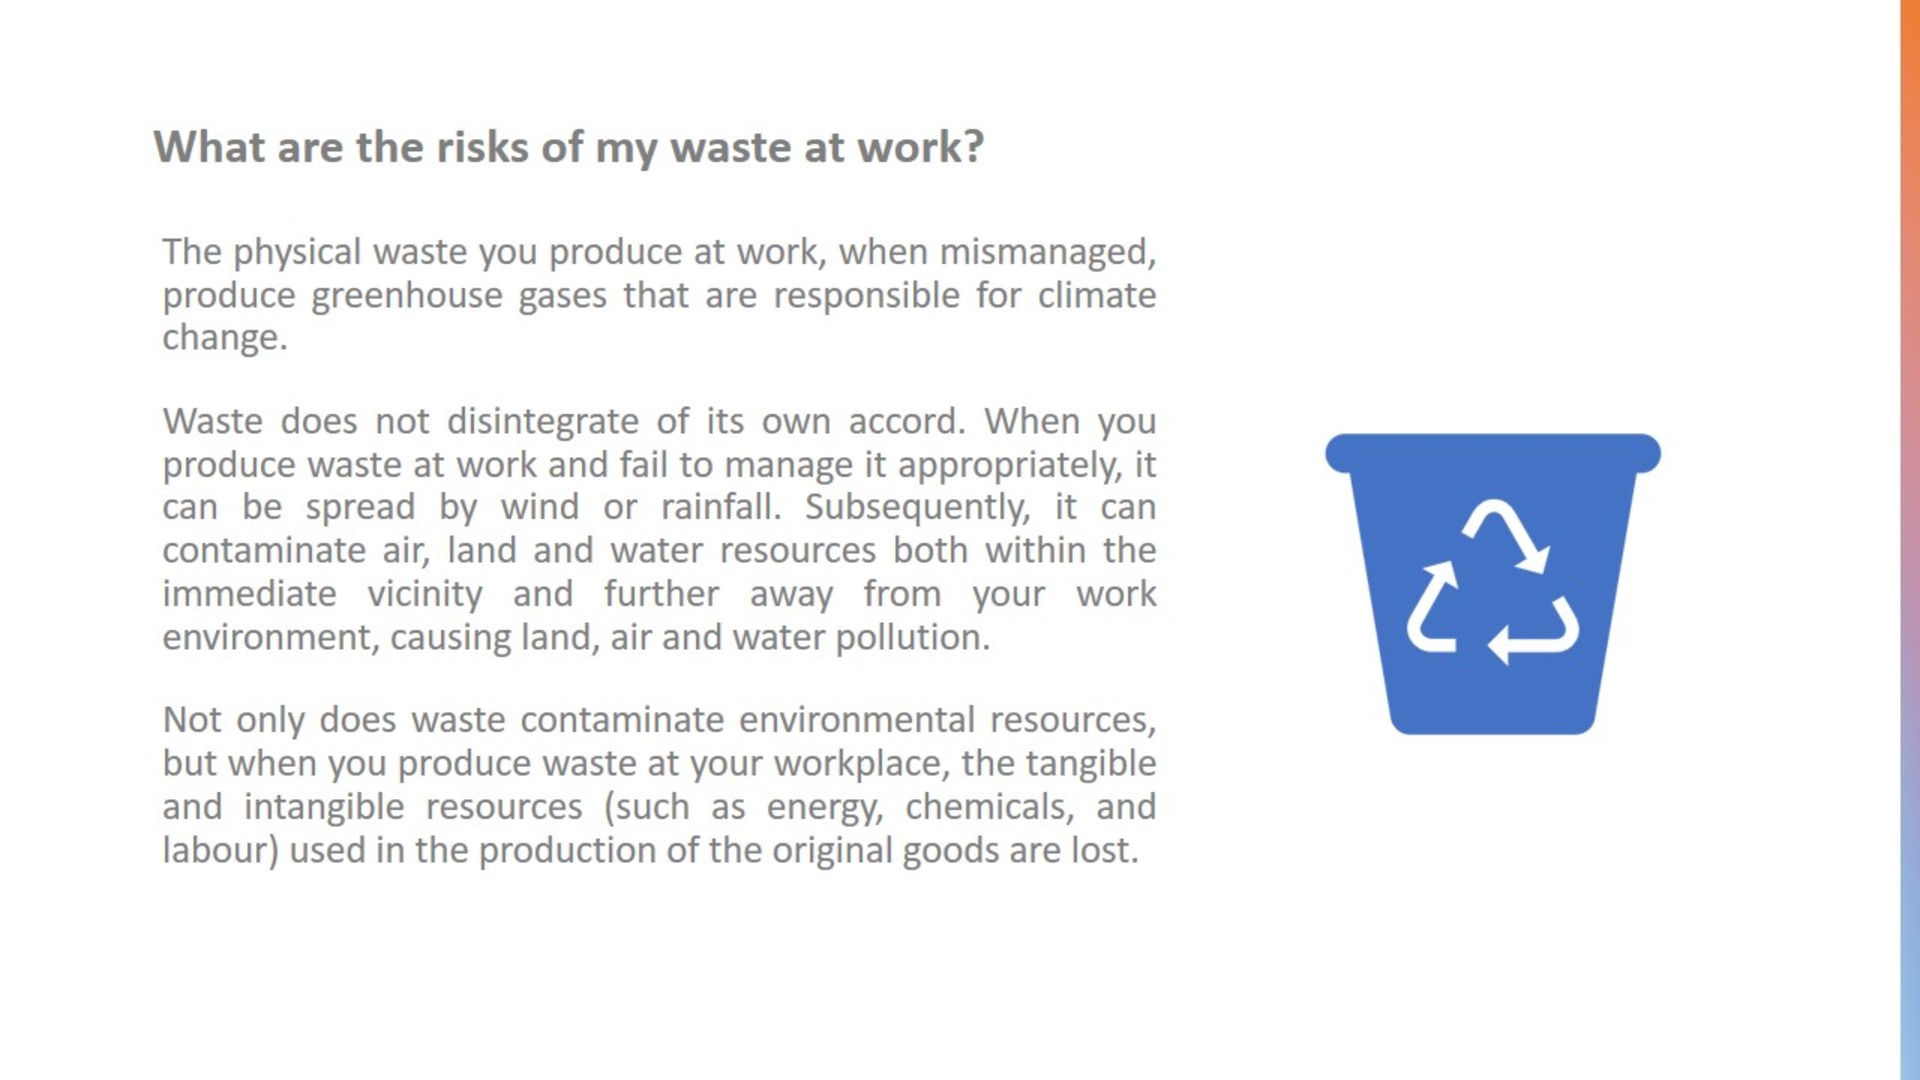 What are the risks of my waste at work?
The physical waste you produce at work, when mismanaged,
produce greenhouse gases that are responsible for climate
change.
Waste does not disintegrate of its own accord. When you
produce waste at work and fail to manage it appropriately, it
can be spread by wind or rainfall. Subsequently, it can
contaminate air, land and water resources both within the
immediate vicinity and further away from your work
environment, causing land, air and water pollution.
Not only does waste contaminate environmental resources,
but when you produce waste at your workplace, the tangible
and intangible resources (such as energy, chemicals, and
labour) used in the production of the original goods are lost.